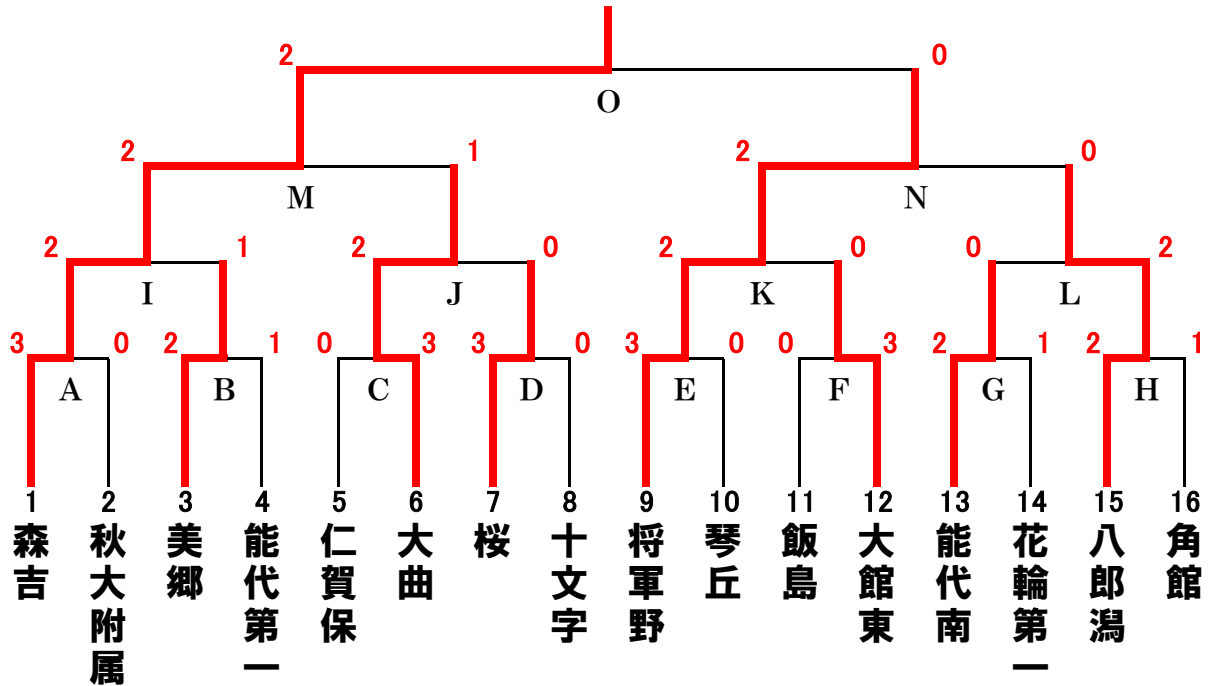 2 0
O
2 1 2 0
M N
2 1 2 0 2 0 0 2
I J K L
3 0 2 1 0 3 3 0 3 0 0 3 2 1 2 1
A B C D E F G H
1 2 3 4 5 6 7 8 9 10 11 12 13 14 15 16
森吉
秋大附属
美郷
能代第一
仁賀保
大曲
桜
十文字
将軍野
琴丘
飯島
大館東
能代南
花輪第一
八郎潟
角館